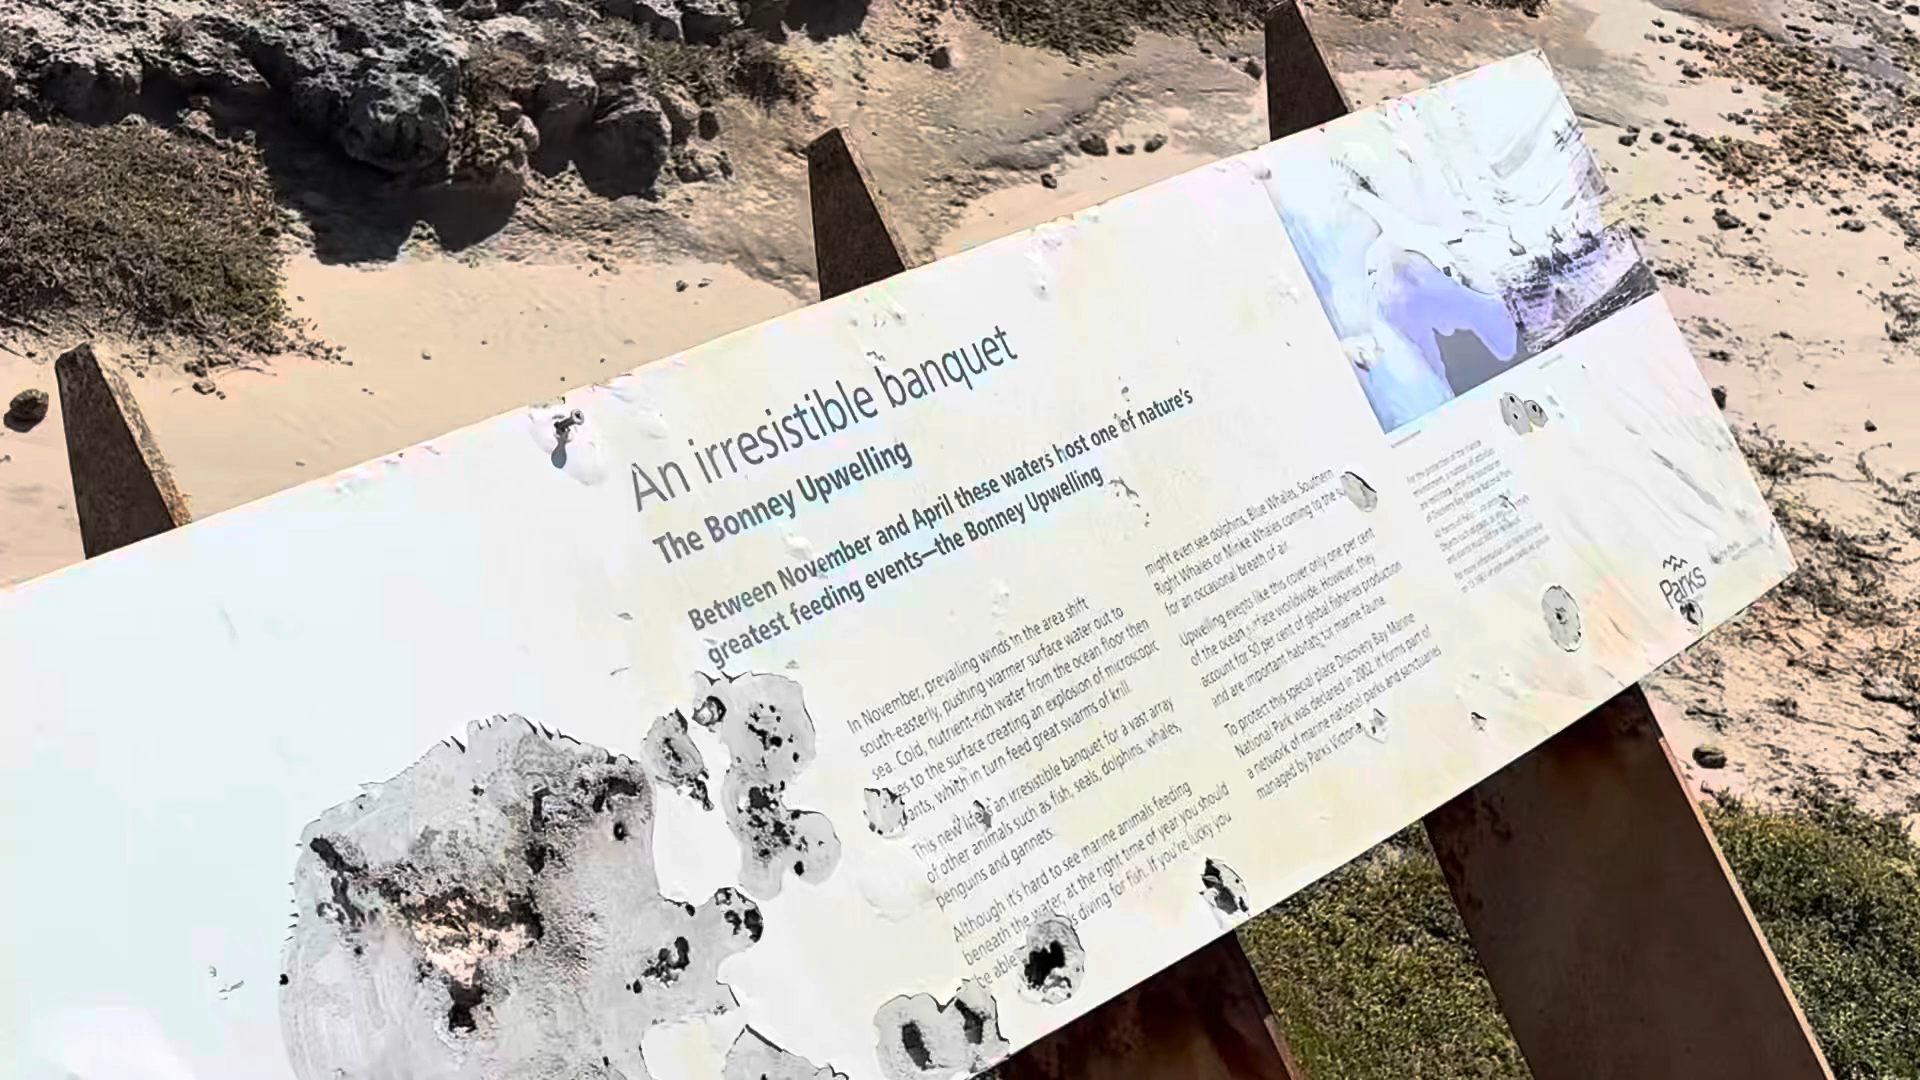 An irresistible banquet
The Bonney Upwelling
Between November and April these waters host one of nature's
greatest feeding events—the Bonney Upwelling
In November, prevailing winds in the area shift
south-easterly, pushing warmer surface water out to
sea. Cold, nutrient-rich water from the ocean floor then
to the surface creating an explosion of microscopic
which in turn feed great swarms of krill.
This new life is an irresistible banquet for a vast array
of other animals such as fish, seals, dolphins, whales,
penguins and gannets.
Although it's hard to see marine animals feeding
beneath the water, at the right time of year you should
be able diving for fish. If you're lucky you
might even see dolphins, Blue Whales, Southern
Right Whales or Minke Whales coming to the
for an occasional breath of air.
Upwelling events like this cover only one per cent
of the ocean surface worldwide. However, they
account for 50 per cent of global fisheries production
and are important habitats for marine fauna.
To protect this special place Discovery Bay Marine
National Park was declared in 2002. It forms part of
a network of marine national parks and sanctuaries
managed by Parks Victoria.
For the protection of the marine
environment, a number of activities
Parks